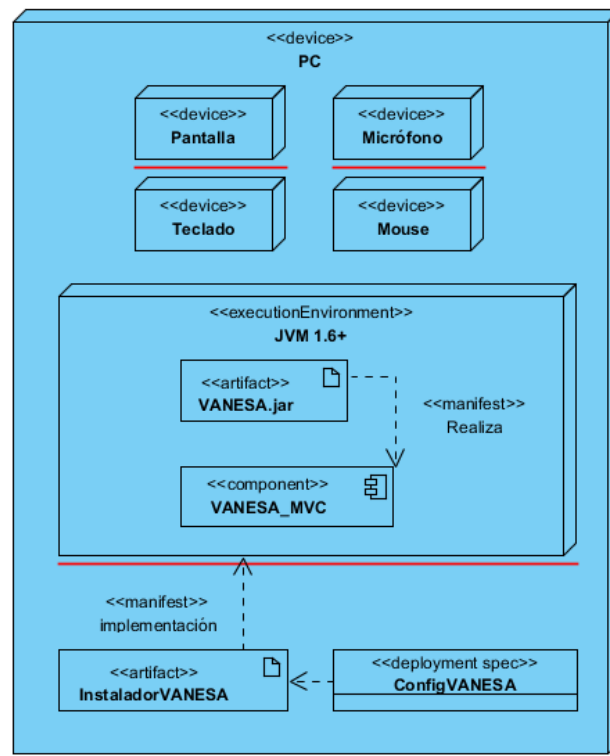 <<device>>
PC
<<device>>
Pantalla
<<device>>
Micrófono
<<device>>
Teclado
<<device>>
Mouse
<<executionEnvironment>>
JVM 1.6+
<<artifact>>
VANESA.jar
<<manifest>>
Realiza
<<component>>
VANESA_MVC
<<manifest>>
implementación
<<artifact>>
InstaladorVANESA
<<deployment spec>>
ConfigVANESA